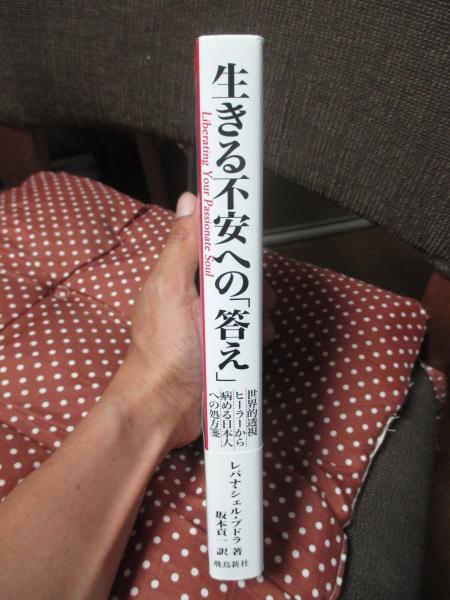 生きる不安への「答え」
Liberating Your Passionate Soul
世界的透視
ヒーラーから
病める日本人
への処方箋
レバナ・シェル・ブドラ 著
坂本貢一 訳
飛鳥新社